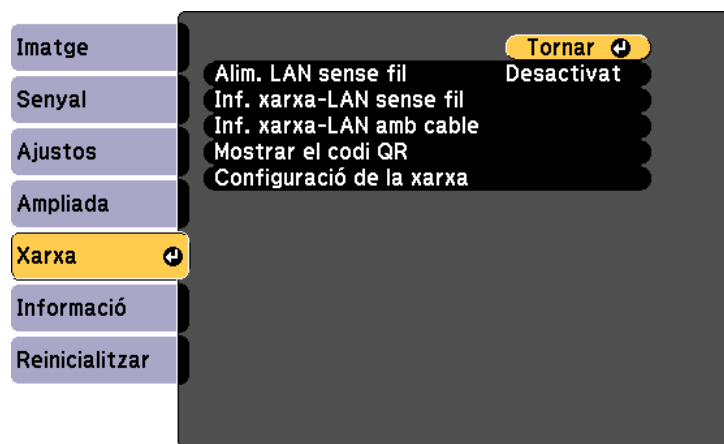 Imatge
Senyal
Ajustos
Ampliada
Xarxa
Informació
Reinicialitzar
Tornar
Alim. LAN sense fil Desactivat
Inf. xarxa-LAN sense fil
Inf. xarxa-LAN amb cable
Mostrar el codi QR
Configuració de la xarxa